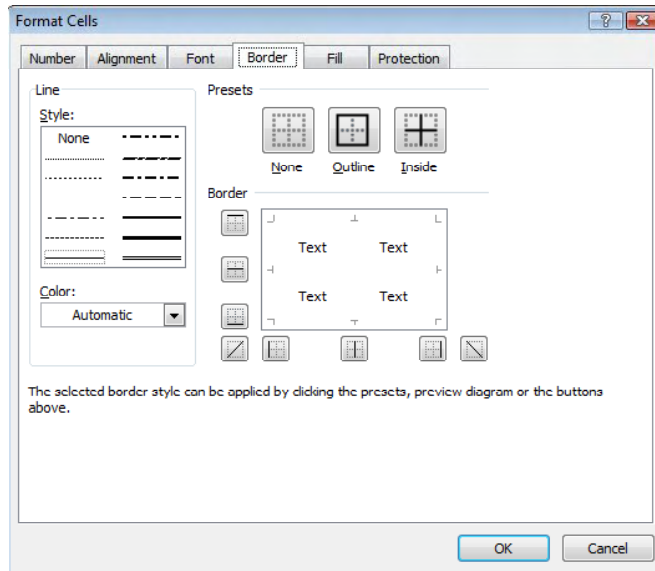 Format Cells
Number Alignment Font Border Fill Protection
Line
Style:
None
Color:
Automatic
Presets
None Outline Inside
Border
Text Text
Text Text
The selected border style can be applied by clicking the presets, preview diagram or the buttons
above.
OK Cancel